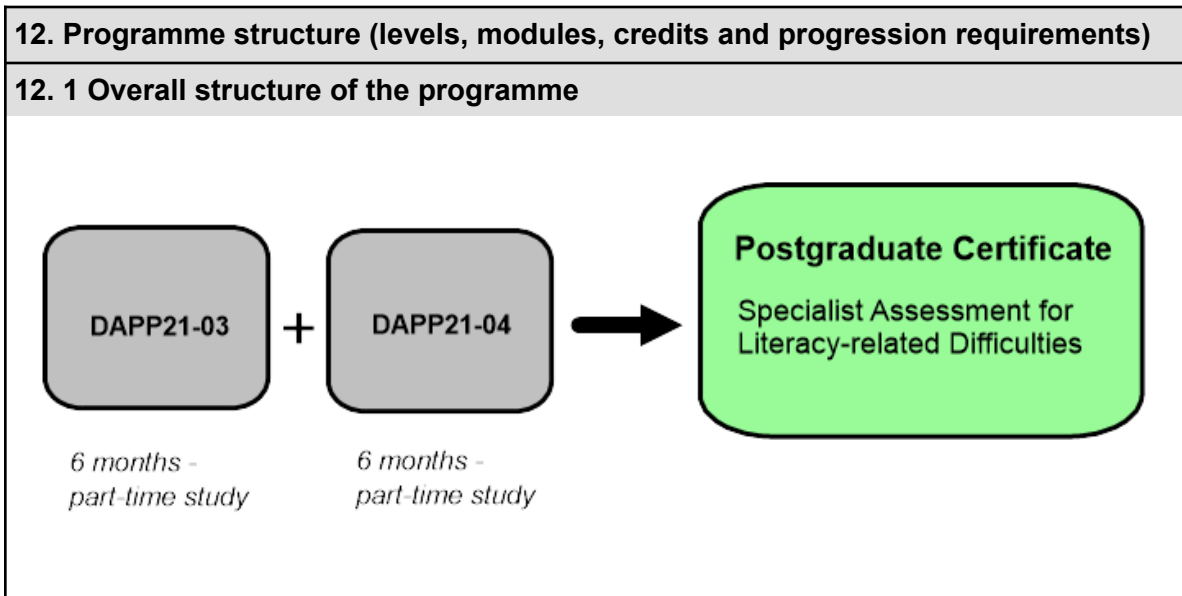 12. Programme structure (levels, modules, credits and progression requirements)
12. 1 Overall structure of the programme
DAPP21-03
+
DAPP21-04
Postgraduate Certificate
Specialist Assessment for
Literacy-related Difficulties
6 months -
part-time study
6 months -
part-time study